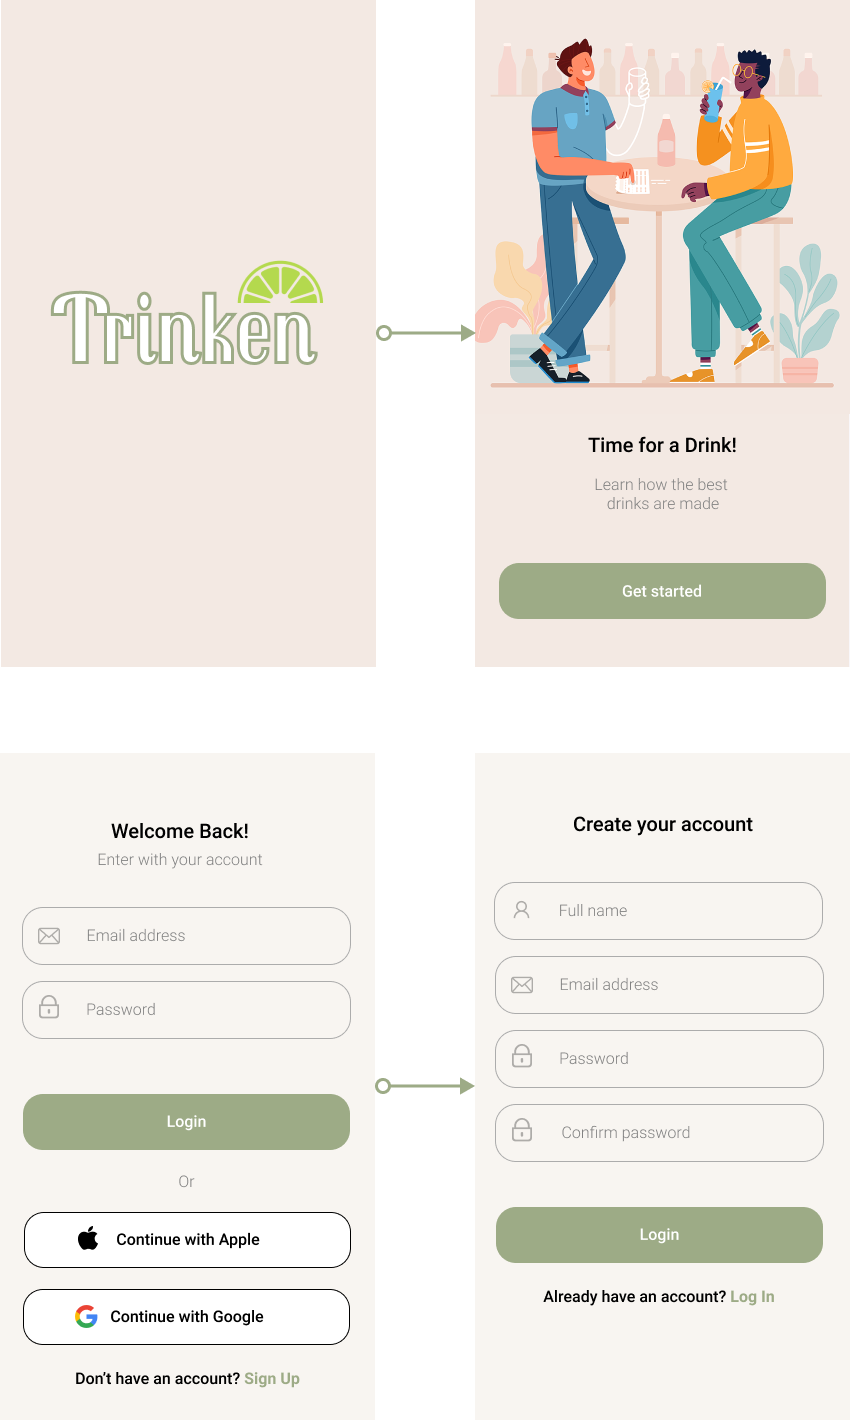 Trinken
Time for a Drink!
Learn how the best
drinks are made
Get started
Welcome Back!
Enter with your account
Email address
Password
Login
Or
Continue with Apple
Continue with Google
Don't have an account? Sign Up
Create your account
Full name
Email address
Password
Confirm password
Login
Already have an account? Log In